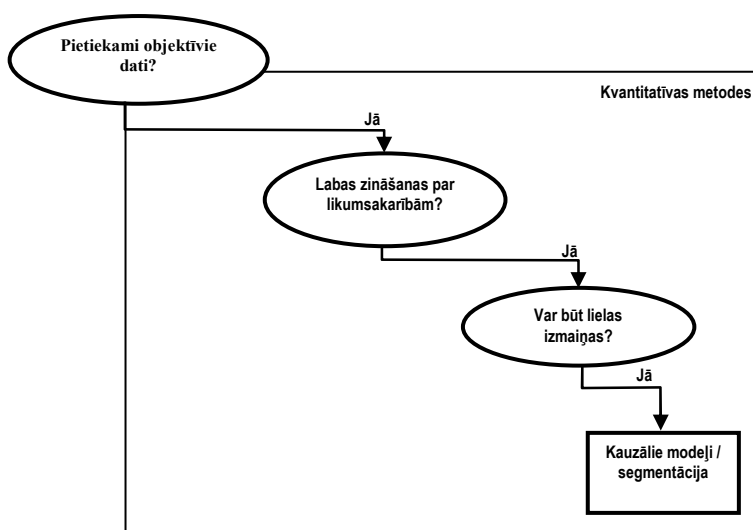 Pietiekami objektīvie
dati?
Kvantitatīvas metodes
Jā
Labas zināšanas par
likumsakarībām?
Jā
Var būt lielas
izmaiņas?
Jā
Kauzālie modeļi /
segmentācija